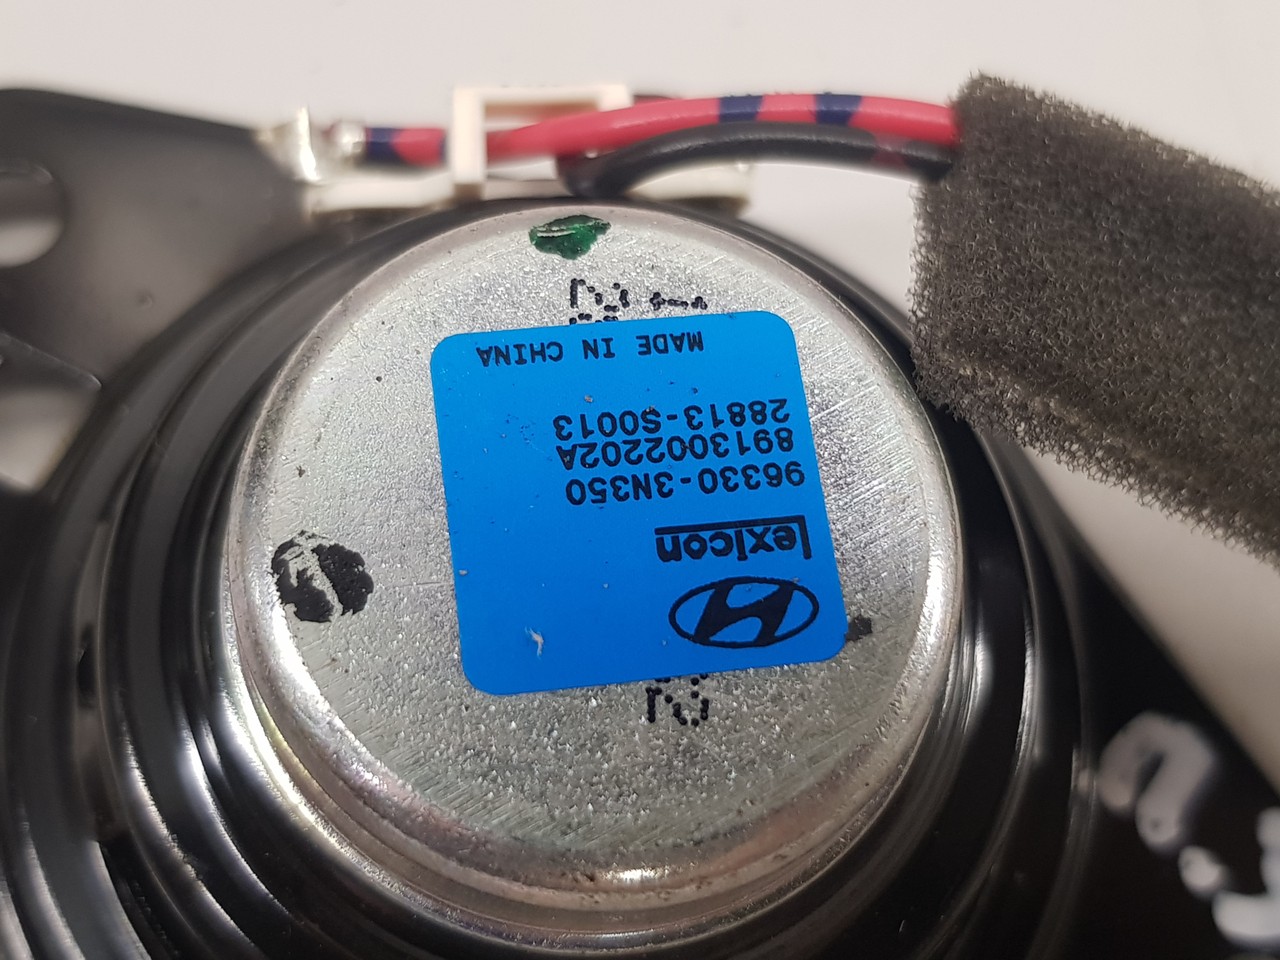 lexicon
96330-3N350
8913002202A
28813-S0013
MADE IN CHINA